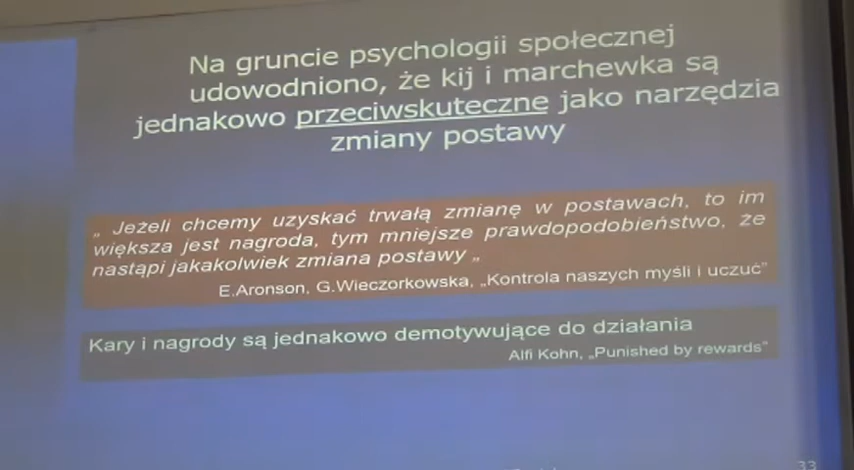 Na gruncie psychologii społecznej
udowodniono, że kij i marchewka są
jednakowo przeciwskuteczne jako narzędzia
zmiany postawy
„ Jeżeli chcemy uzyskać trwałą zmianę w postawach, to im
większa jest nagroda, tym mniejsze prawdopodobieństwo, że
nastąpi jakakolwiek zmiana postawy „
E.Aronson, G.Wieczorkowska, „Kontrola naszych myśli i uczuć”
Kary i nagrody są jednakowo demotywujące do działania
Alfi Kohn, „Punished by rewards”
33